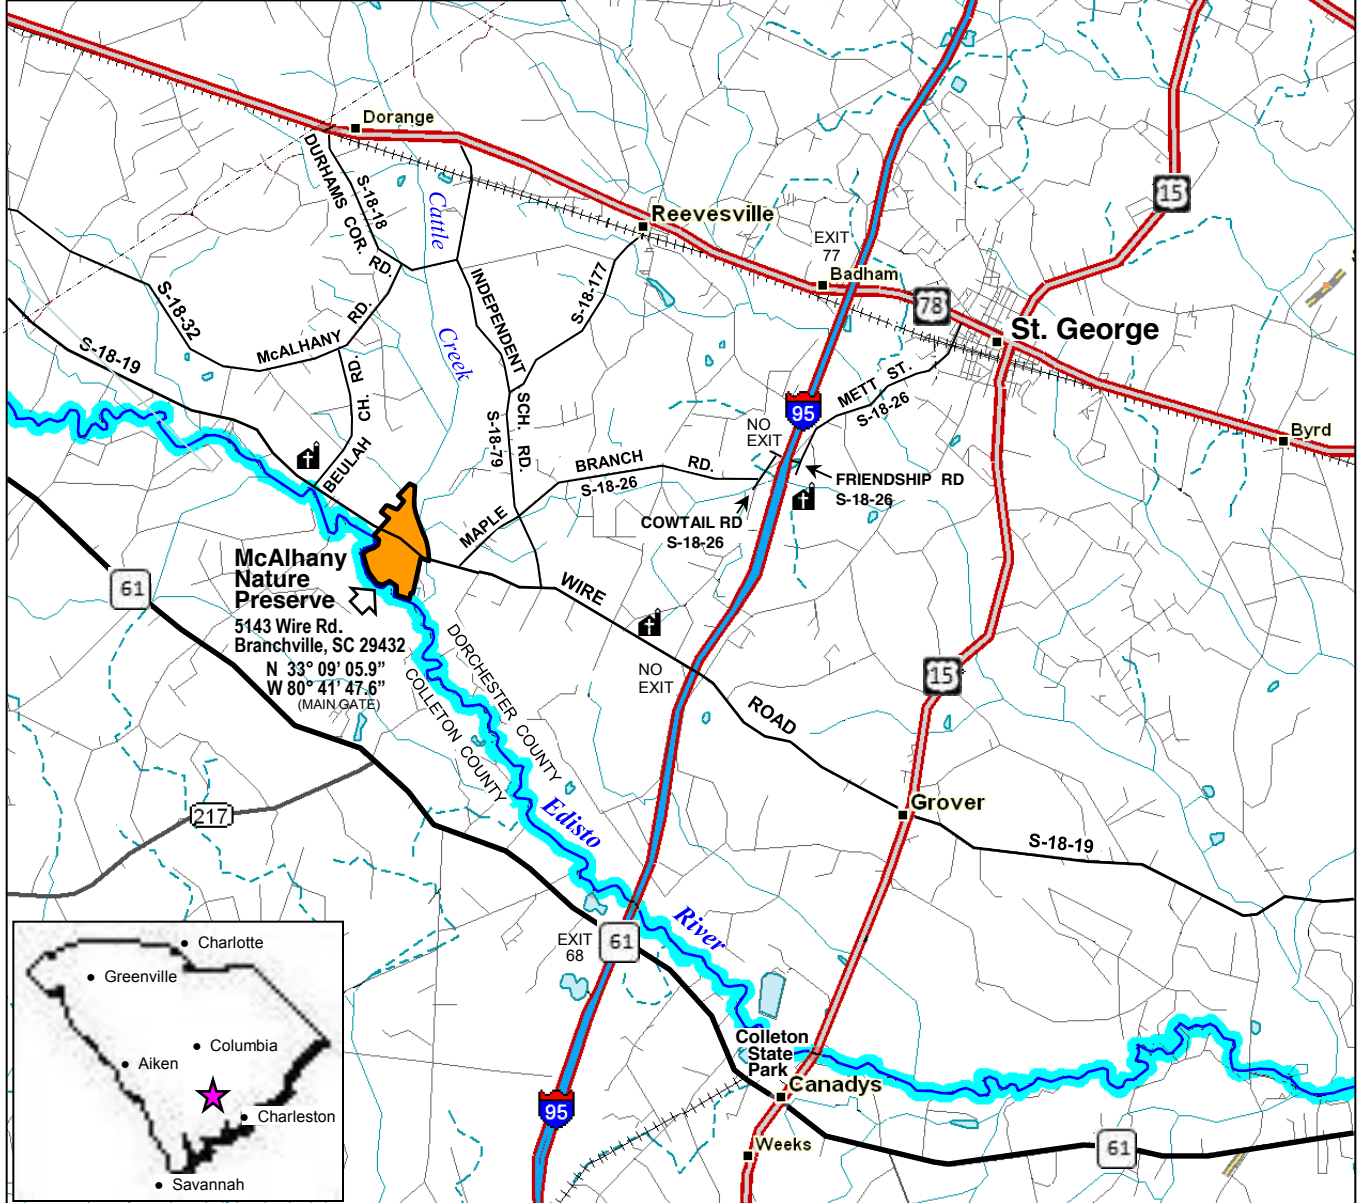 Dorange
DURHAMS COR. RD.
S-18-18
Cattle
Creek
15
Reevesville
EXIT
77
Badham
78
St. George
S-18-32
S-18-177
INDEPENDENT
SCH. RD.
S-18-79
McALHANY RD.
S-18-19
BEULAH
CH. RD.
METT ST.
S-18-26
95
NO
EXIT
Byrd
BRANCH RD.
S-18-26
MAPLE
FRIENDSHIP RD
S-18-26
COWTAIL RD
S-18-26
61
McAlhany
Nature
Preserve
5143 Wire Rd.
Branchville, SC 29432
N 33° 09' 05.9”
W 80° 41' 47.6”
(MAIN GATE)
WIRE
ROAD
NO
EXIT
15
DORCHESTER COUNTY
COLLETON COUNTY
217
Edisto
River
Grover
S-18-19
EXIT
68
61
Colleton
State
Park
Canadys
Weeks
95
61
Charlotte
Greenville
Columbia
Aiken
Charleston
Savannah